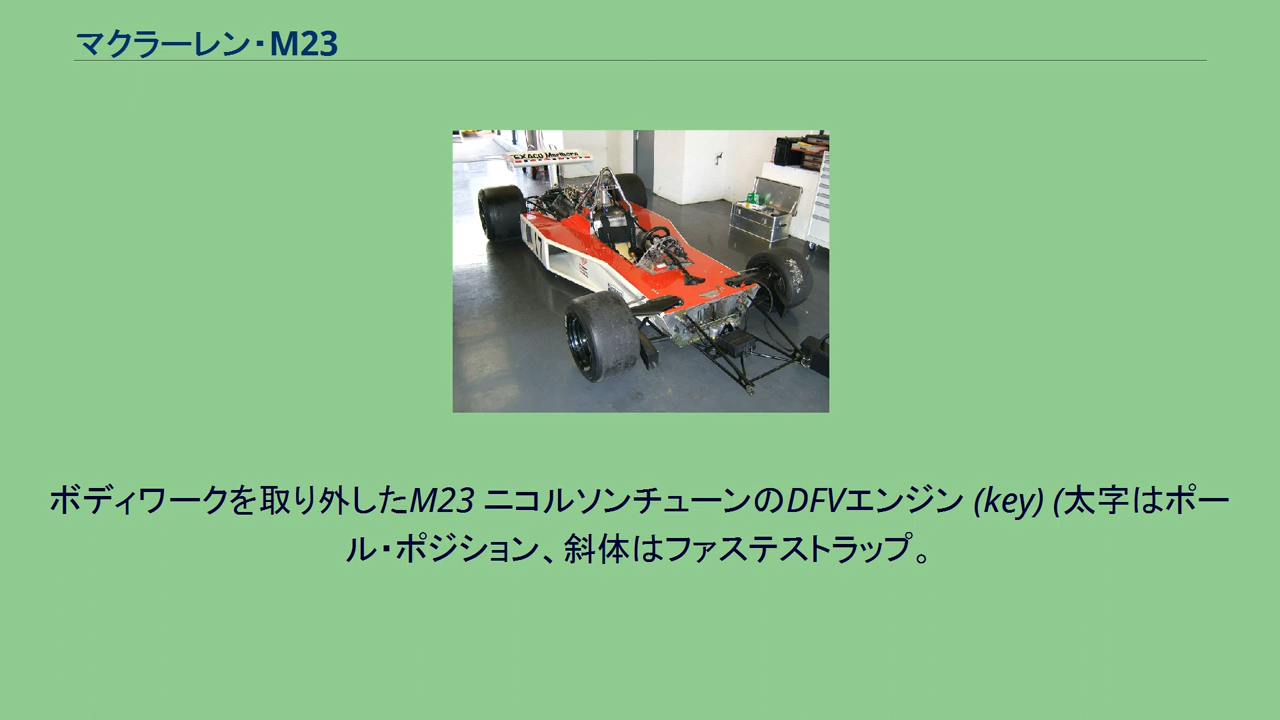 マクラーレン・M23
EXACO Marlboro
ボディワークを取り外したM23 ニコルソンチューンのDFVエンジン (key) (太字はポー
ル・ポジション、斜体はファステストラップ。